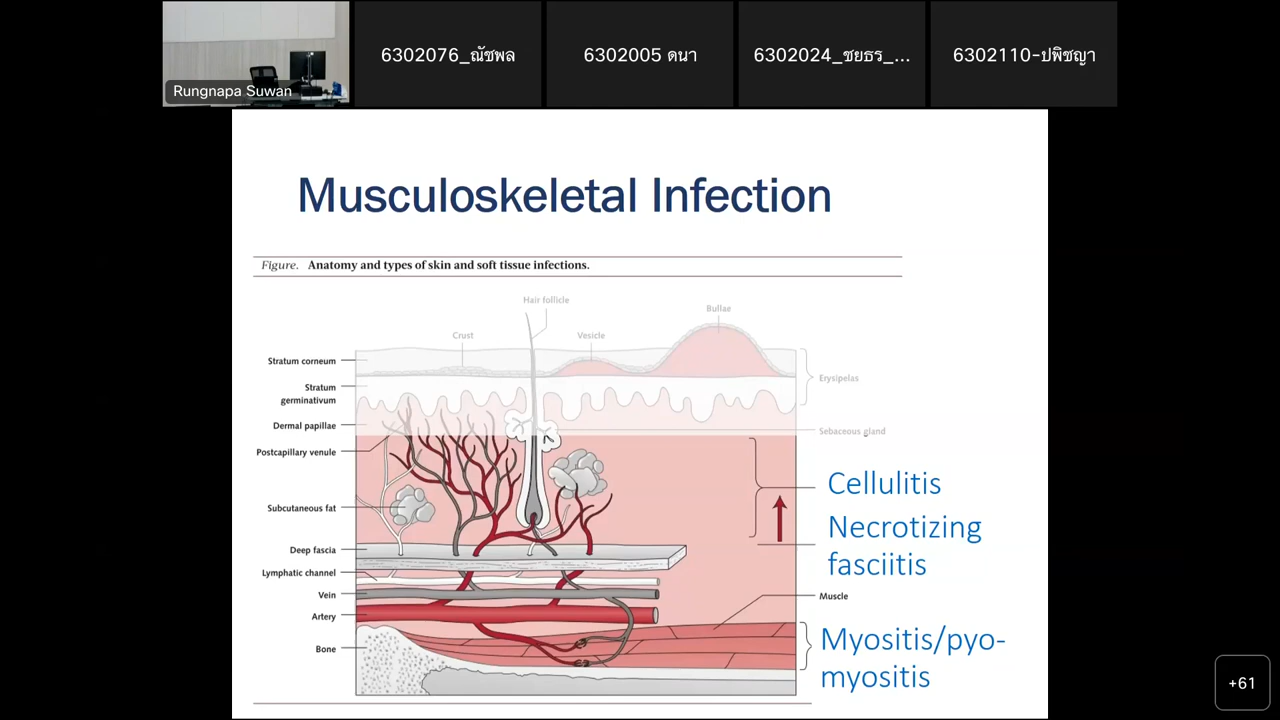 Rungnapa Suwan
6302076_ณัชพล
6302005 ดนา
6302024_ชยธร_...
6302110-ปพิชญา
Musculoskeletal Infection
Figure. Anatomy and types of skin and soft tissue infections.
Hair follicle
Bullae
Crust
Vesicle
Stratum corneum
Erysipelas
Stratum
germinativum
Dermal papillae
Sebaceous gland
Postcapillary venule
Cellulitis
Subcutaneous fat
Necrotizing
fasciitis
Deep fascia
Lymphatic channel
Vein
Muscle
Artery
Bone
Myositis/pyo-
myositis
+61